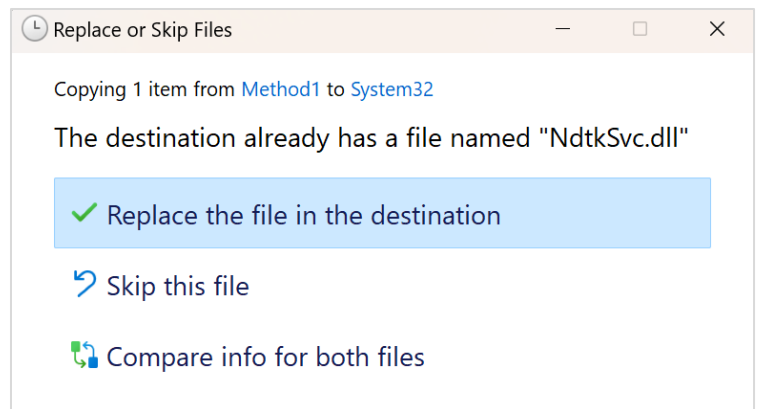 Replace or Skip Files
Copying 1 item from Method1 to System32
The destination already has a file named "NdtkSvc.dll"
Replace the file in the destination
Skip this file
Compare info for both files